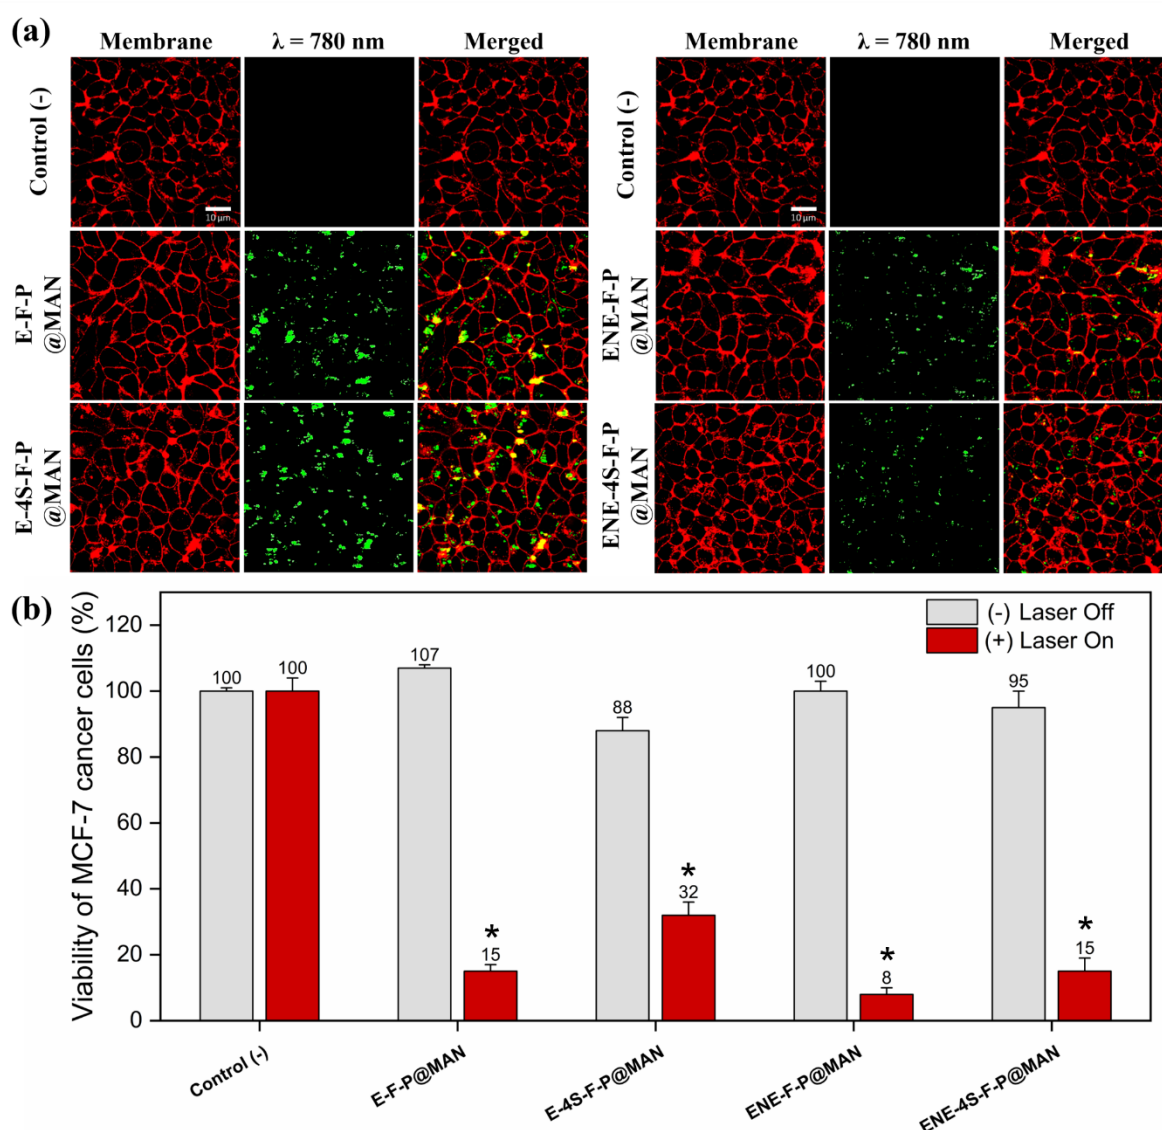 (a)
Membrane λ = 780 nm Merged Membrane λ = 780 nm Merged
Control (-)
10 µm
Control (-)
10 µm
E-F-P
@MAN
ENE-F-P
@MAN
E-4S-F-P
@MAN
ENE-4S-F-P
@MAN
(b)
Viability of MCF-7 cancer cells (%)
120
100
80
60
40
20
0
(-) Laser Off
(+) Laser On
100
100
107
*
15
88
*
32
100
*
8
95
*
15
Control (-)
E-F-P@MAN
E-4S-F-P@MAN
ENE-F-P@MAN
ENE-4S-F-P@MAN